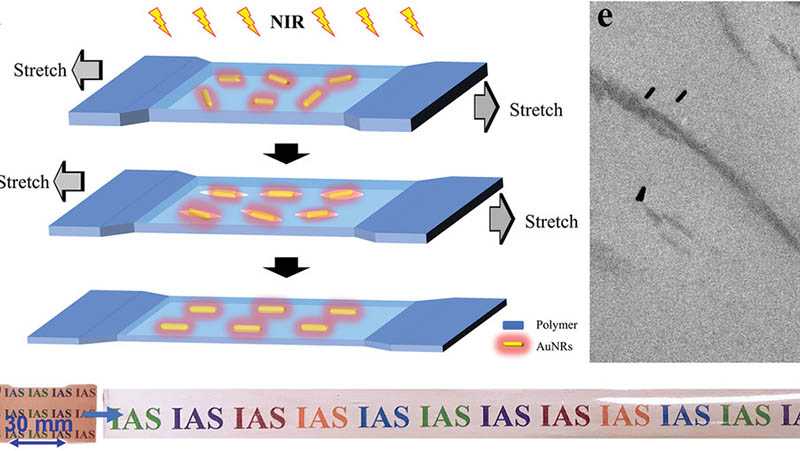 NIR
e
Stretch
Stretch
Stretch
Stretch
Polymer
AuNRs
IAS IAS IAS IAS
IAS IAS IAS IAS
IAS IAS IAS
30 mm
IAS IAS IAS IAS IAS IAS IAS IAS IAS IAS IAS